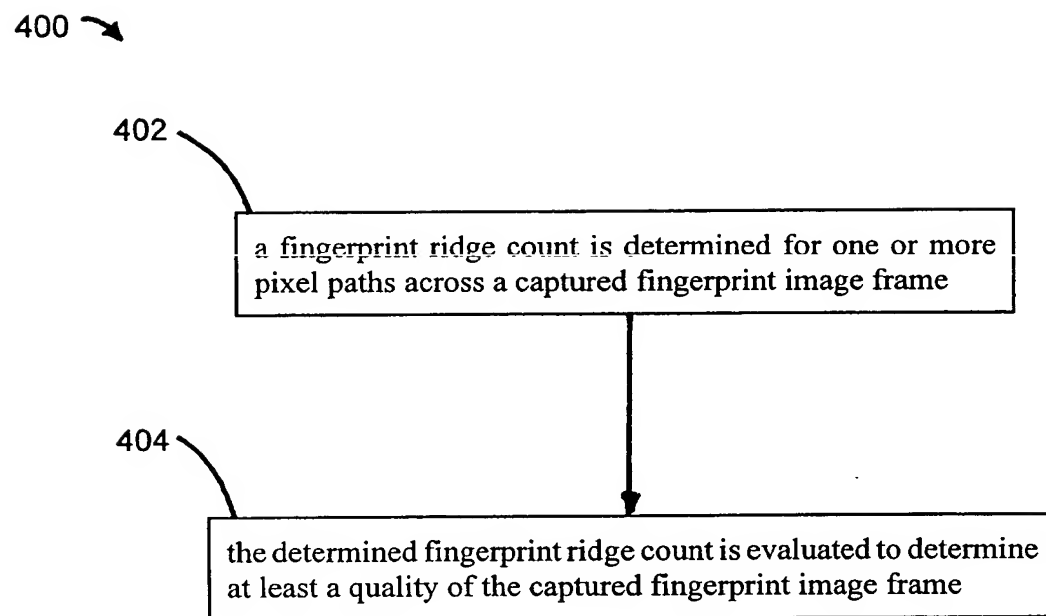 400
402
a fingerprint ridge count is determined for one or more
pixel paths across a captured fingerprint image frame
404
the determined fingerprint ridge count is evaluated to determine
at least a quality of the captured fingerprint image frame